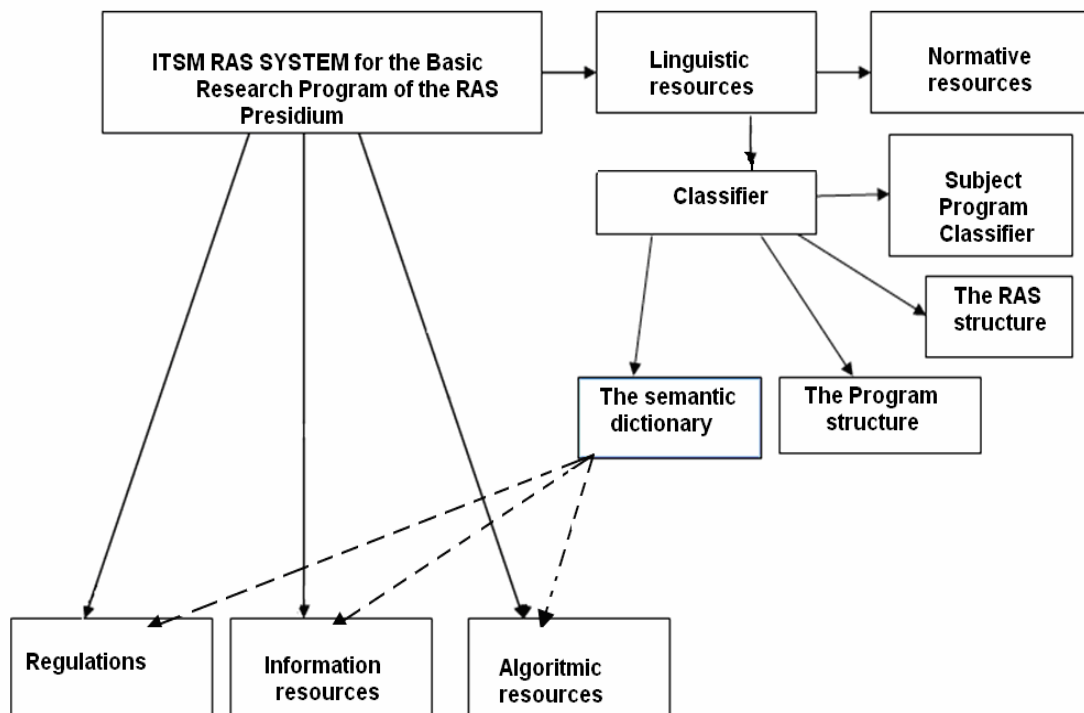 ITSM RAS SYSTEM for the Basic
Research Program of the RAS
Presidium
Linguistic
resources
Normative
resources
Classifier
Subject
Program
Classifier
The RAS
structure
The semantic
dictionary
The Program
structure
Regulations
Information
resources
Algoritmic
resources